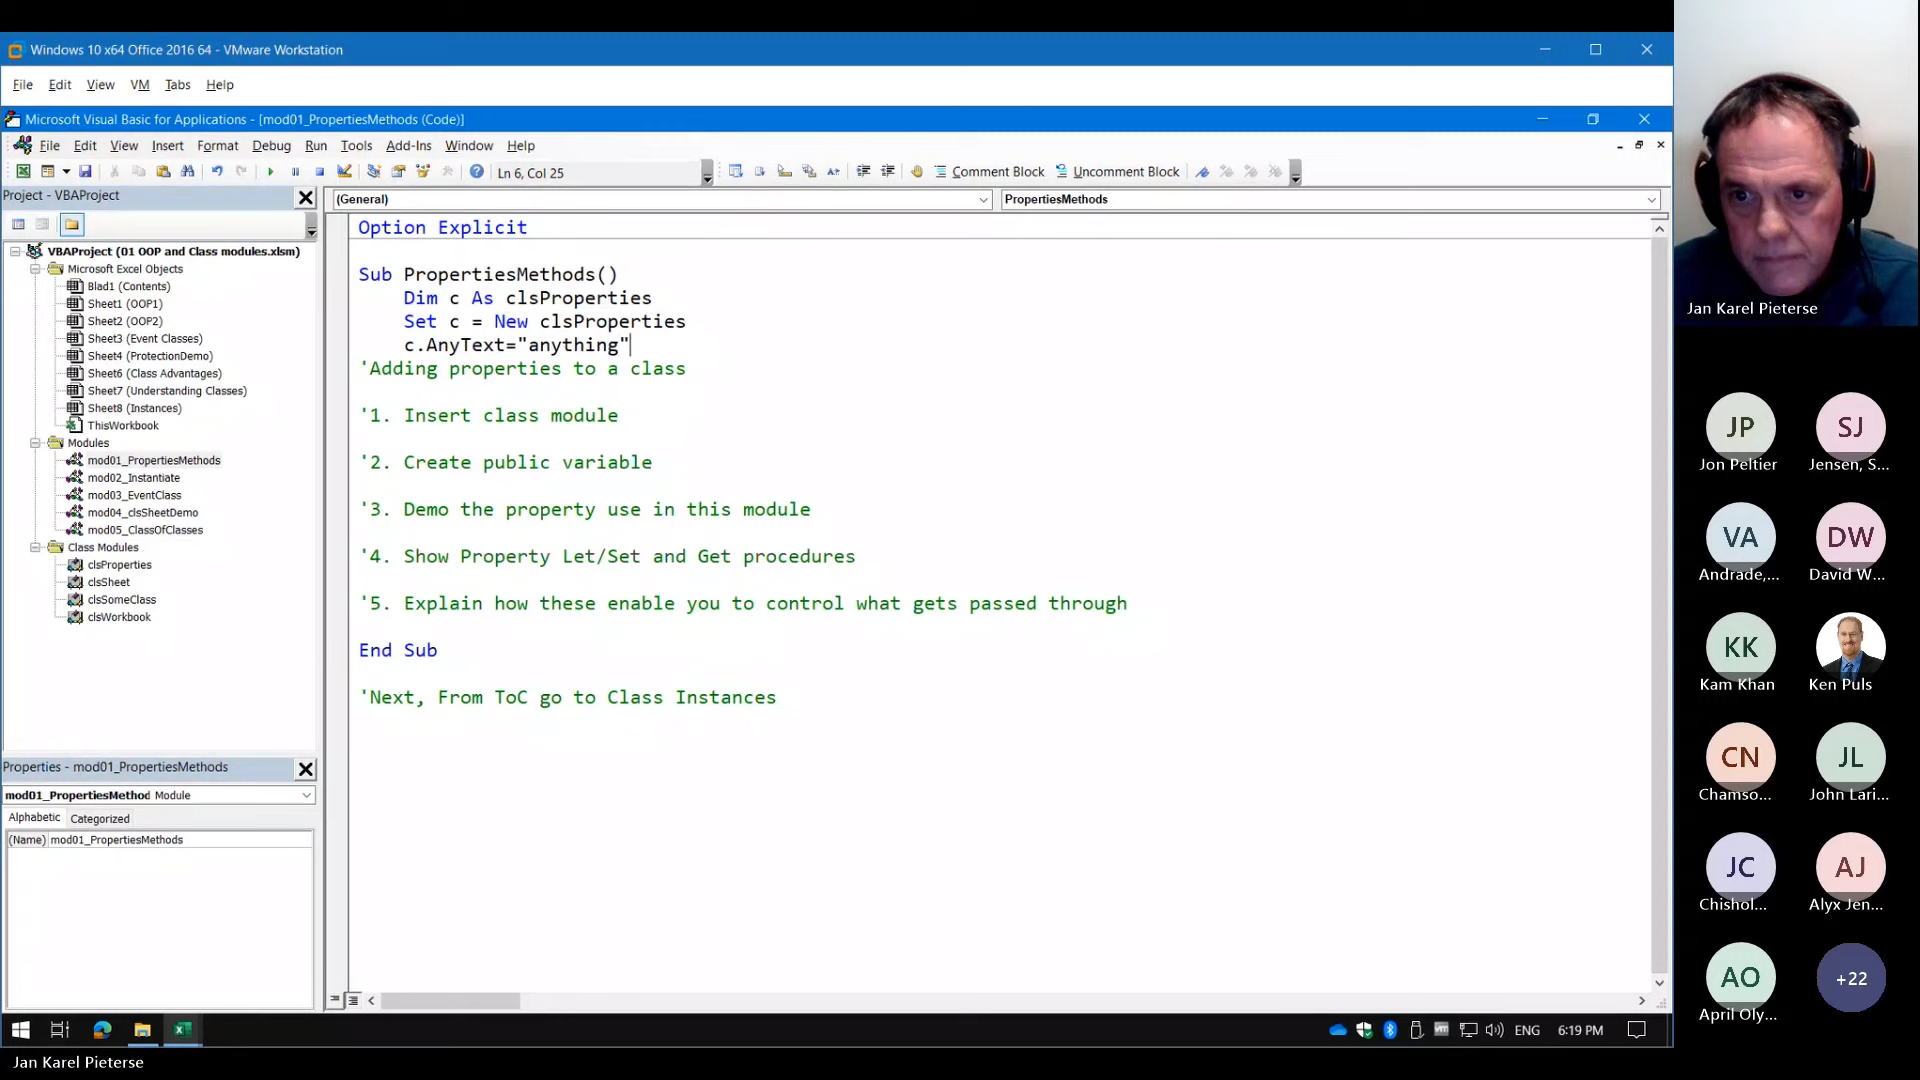 Windows 10 x64 Office 2016 64 - VMware Workstation
File Edit View VM Tabs Help
Microsoft Visual Basic for Applications - [mod01_PropertiesMethods (Code)]
File Edit View Insert Format Debug Run Tools Add-Ins Window Help
Ln 6, Col 25
Comment Block
Uncomment Block
Project - VBAProject
VBAProject (01 OOP and Class modules.xlsm)
Microsoft Excel Objects
Blad1 (Contents)
Sheet1 (OOP1)
Sheet2 (OOP2)
Sheet3 (Event Classes)
Sheet4 (ProtectionDemo)
Sheet6 (Class Advantages)
Sheet7 (Understanding Classes)
Sheet8 (Instances)
ThisWorkbook
Modules
mod01_PropertiesMethods
mod02_Instantiate
mod03_EventClass
mod04_clsSheetDemo
mod05_ClassOfClasses
Class Modules
clsProperties
clsSheet
clsSomeClass
clsWorkbook
Properties - mod01_PropertiesMethods
mod01_PropertiesMethod Module
Alphabetic Categorized
(Name) mod01_PropertiesMethods
(General)
PropertiesMethods
Option Explicit
Sub PropertiesMethods()
Dim c As clsProperties
Set c = New clsProperties
c.AnyText="anything"
'Adding properties to a class
'1. Insert class module
'2. Create public variable
'3. Demo the property use in this module
'4. Show Property Let/Set and Get procedures
'5. Explain how these enable you to control what gets passed through
End Sub
'Next, From ToC go to Class Instances
ENG 6:19 PM
Jan Karel Pieterse
Jan Karel Pieterse
JP
Jon Peltier
SJ
Jensen, S...
VA
Andrade,...
DW
David W...
KK
Kam Khan
Ken Puls
CN
Chamso...
JL
John Lari...
JC
Chishol...
AJ
Alyx Jen...
AO
April Oly...
+22